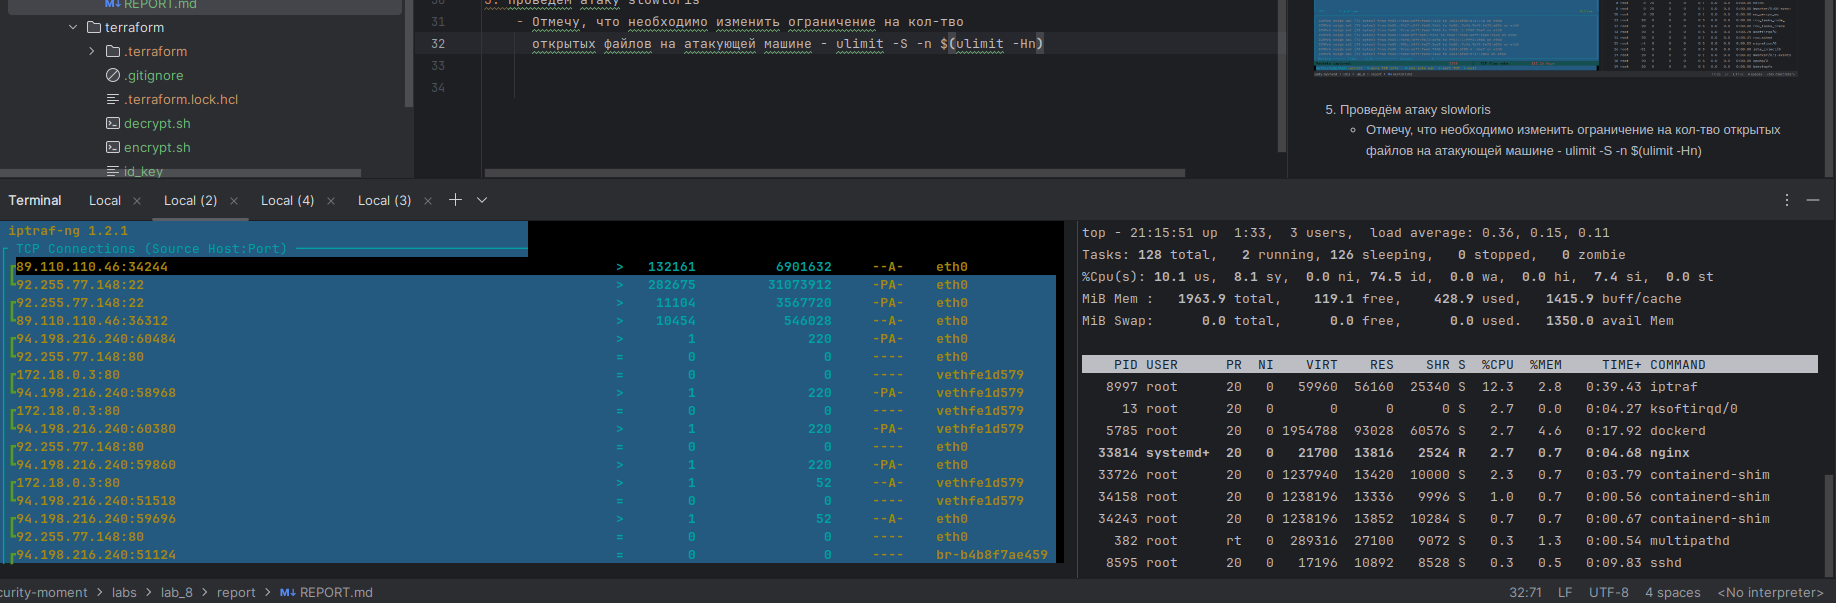 REPORT.md
terraform
.terraform
.gitignore
.terraform.lock.hcl
decrypt.sh
encrypt.sh
id_key
30
31
32
33
34
5. Проведём атаку slowloris
- Отмечу, что необходимо изменить ограничение на кол-тво
открытых файлов на атакующей машине - ulimit -S -n $(ulimit -Hn)
5. Проведём атаку slowloris
Отмечу, что необходимо изменить ограничение на кол-тво открытых
файлов на атакующей машине - ulimit -S -n $(ulimit -Hn)
Terminal Local Local (2) Local (4) Local (3)
iptraf-ng 1.2.1
TCP Connections (Source Host:Port)
89.110.110.46:34244 > 132161 6901632 --A- eth0
92.255.77.148:22 > 282675 31073912 -PA- eth0
92.255.77.148:22 > 11104 3567720 -PA- eth0
89.110.110.46:36312 > 10454 546028 --A- eth0
94.198.216.240:60484 > 1 220 -PA- eth0
92.255.77.148:80 = 0 0 ---- eth0
172.18.0.3:80 = 0 0 ---- vethfe1d579
94.198.216.240:58968 > 1 220 -PA- vethfe1d579
172.18.0.3:80 = 0 0 ---- vethfe1d579
94.198.216.240:60380 > 1 220 -PA- vethfe1d579
92.255.77.148:80 = 0 0 ---- eth0
94.198.216.240:59860 > 1 220 -PA- eth0
172.18.0.3:80 > 1 52 --A- vethfe1d579
94.198.216.240:51518 = 0 0 ---- vethfe1d579
94.198.216.240:59696 > 1 52 --A- eth0
92.255.77.148:80 = 0 0 ---- eth0
94.198.216.240:51124 = 0 0 ---- br-b4b8f7ae459
top - 21:15:51 up 1:33, 3 users, load average: 0.36, 0.15, 0.11
Tasks: 128 total, 2 running, 126 sleeping, 0 stopped, 0 zombie
%Cpu(s): 10.1 us, 8.1 sy, 0.0 ni, 74.5 id, 0.0 wa, 0.0 hi, 7.4 si, 0.0 st
MiB Mem : 1963.9 total, 119.1 free, 428.9 used, 1415.9 buff/cache
MiB Swap: 0.0 total, 0.0 free, 0.0 used. 1350.0 avail Mem
PID USER PR NI VIRT RES SHR S %CPU %MEM TIME+ COMMAND
8997 root 20 0 59960 56160 25340 S 12.3 2.8 0:39.43 iptraf
13 root 20 0 0 0 0 S 2.7 0.0 0:04.27 ksoftirqd/0
5785 root 20 0 1954788 93028 60576 S 2.7 4.6 0:17.92 dockerd
33814 systemd+ 20 0 21700 13816 2524 R 2.7 0.7 0:04.68 nginx
33726 root 20 0 1237940 13420 10000 S 2.3 0.7 0:03.79 containerd-shim
34158 root 20 0 1238196 13336 9996 S 1.0 0.7 0:00.56 containerd-shim
34243 root 20 0 1238196 13852 10284 S 0.7 0.7 0:00.67 containerd-shim
382 root rt 0 289316 27100 9072 S 0.3 1.3 0:00.54 multipathd
8595 root 20 0 17196 10892 8528 S 0.3 0.5 0:09.83 sshd
curity-moment > labs > lab_8 > report > REPORT.md
32:71 LF UTF-8 4 spaces <No interpreter>